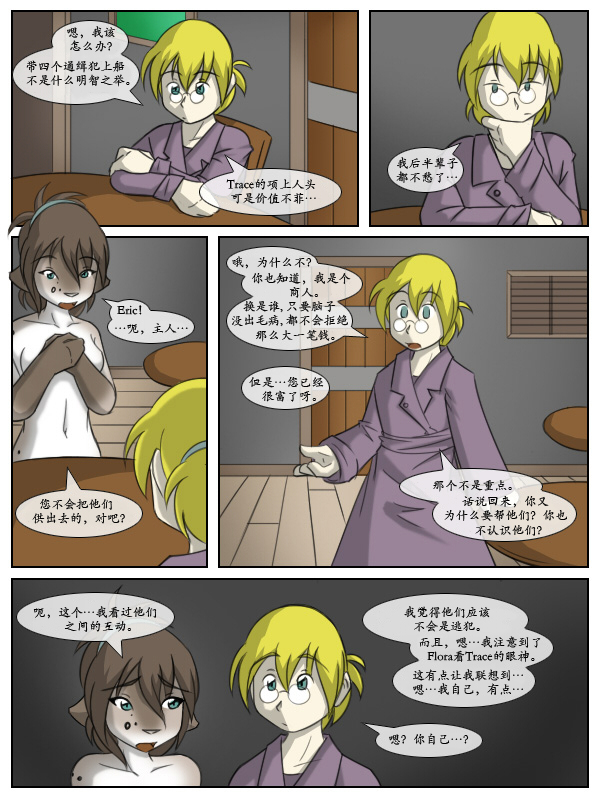 嗯，我该
怎么办？
带四个通缉犯上船
不是什么明智之举。
Trace的项上人头
可是价值不菲…
我后半辈子
都不愁了…
Eric!
…呃，主人…
您不会把他们
供出去的，对吧？
哦，为什么不？
你也知道，我是个
商人。
换是谁，只要脑子
没出毛病，都不会拒绝
那么大一笔钱。
但是…您已经
很富了呀。
那个不是重点。
话说回来，你又
为什么要帮他们？你也
不认识他们？
呃，这个…我看过他们
之间的互动。
我觉得他们应该
不会是逃犯。
而且，嗯…我注意到了
Flora看Trace的眼神。
这有点让我联想到…
嗯…我自己，有点…
嗯？你自己…？